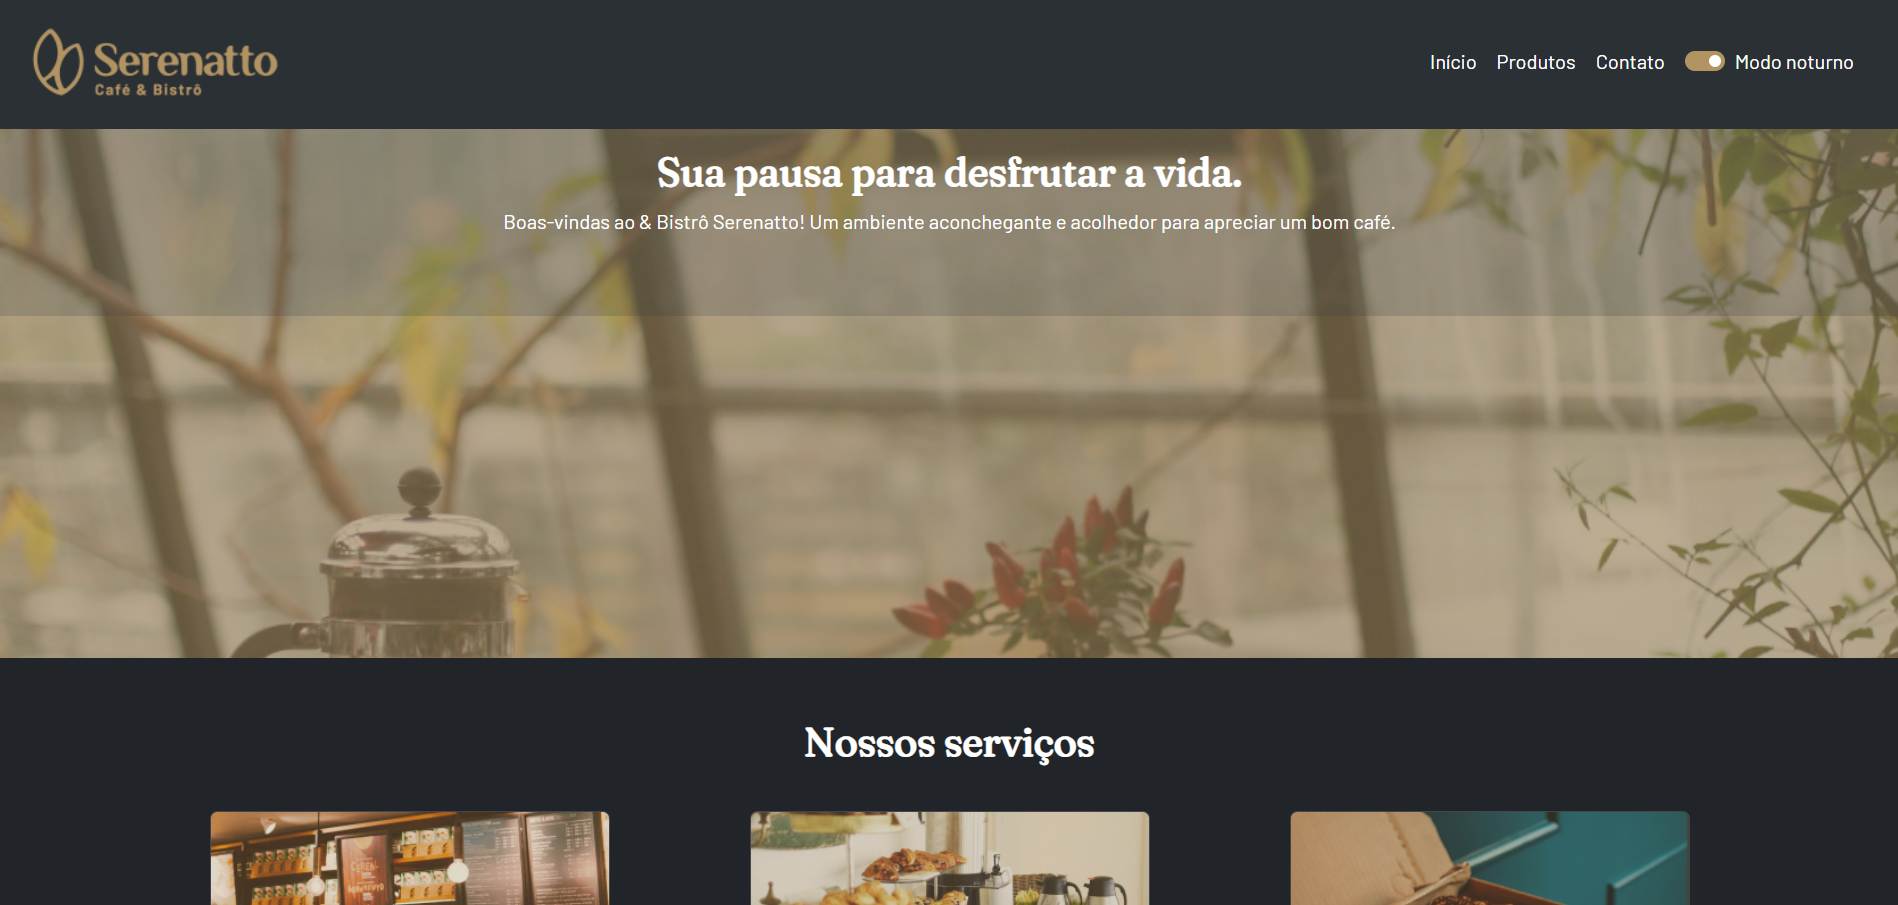 Serenatto
Café & Bistrô
Início Produtos Contato Modo noturno
Sua pausa para desfrutar a vida.
Boas-vindas ao & Bistrô Serenatto! Um ambiente aconchegante e acolhedor para apreciar um bom café.
Nossos serviços